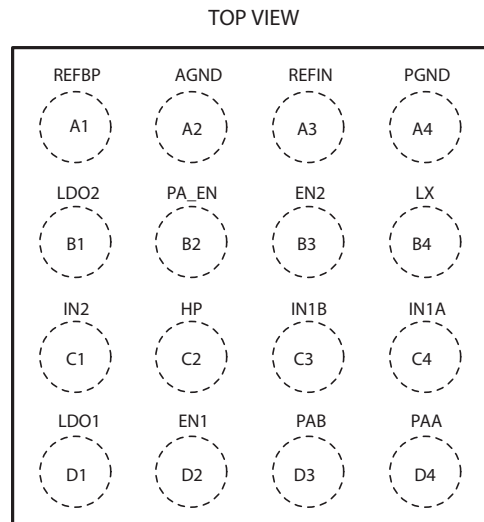 TOP VIEW
REFBP AGND REFIN PGND
A1 A2 A3 A4
LDO2 PA_EN EN2 LX
B1 B2 B3 B4
IN2 HP IN1B IN1A
C1 C2 C3 C4
LDO1 EN1 PAB PAA
D1 D2 D3 D4